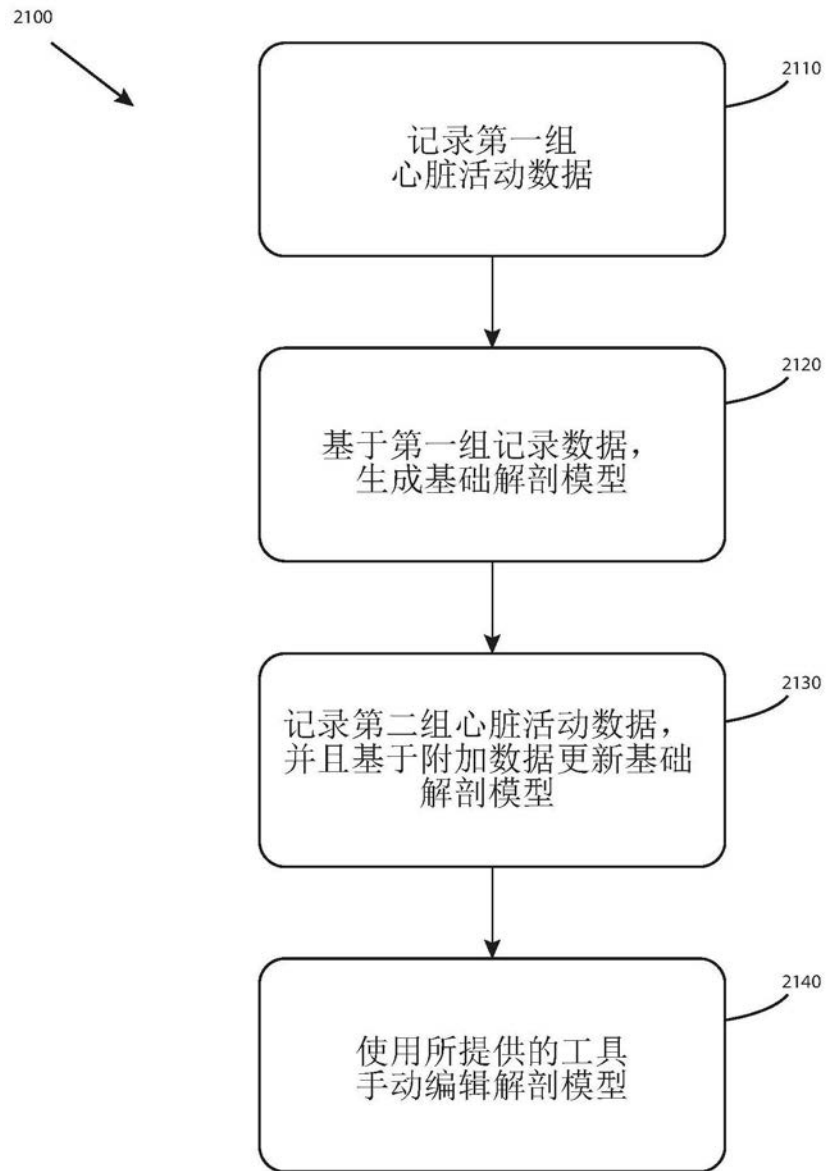 2100
2110
记录第一组
心脏活动数据
2120
基于第一组记录数据，
生成基础解剖模型
2130
记录第二组心脏活动数据，
并且基于附加数据更新基础
解剖模型
2140
使用所提供的工具
手动编辑解剖模型